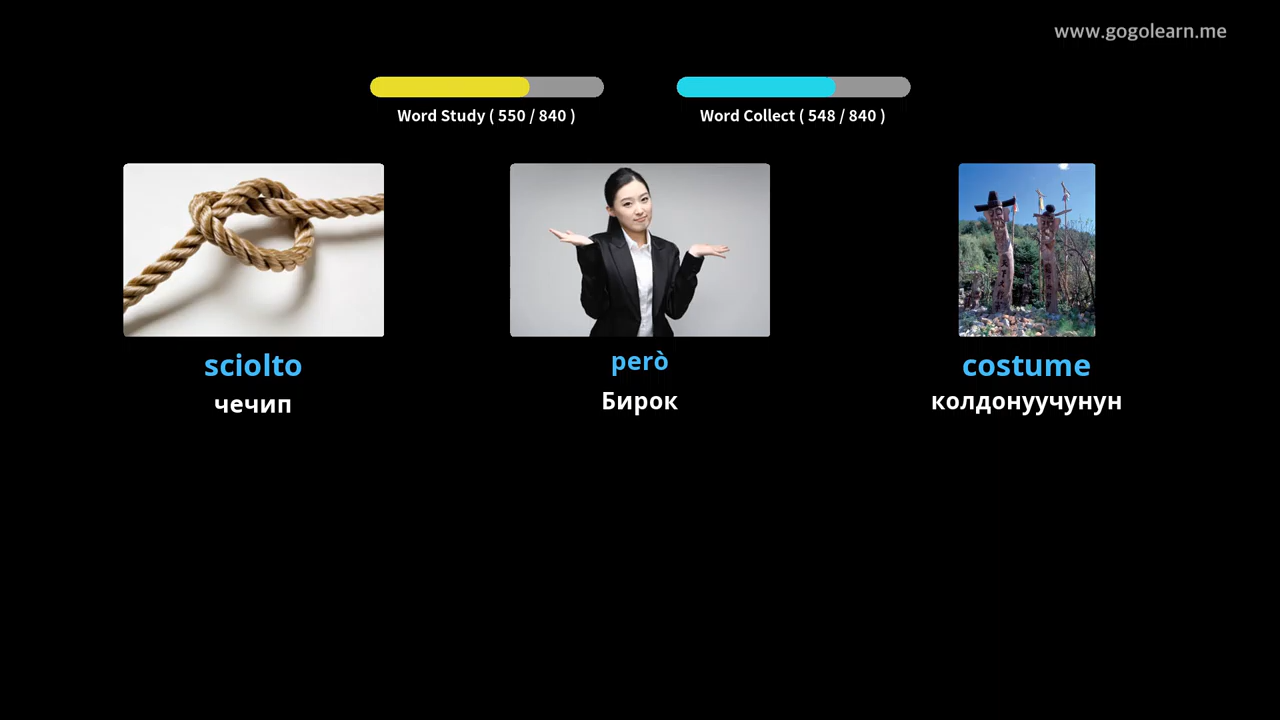 www.gogolearn.me
Word Study ( 550 / 840 )
Word Collect ( 548 / 840 )
sciolto
però
costume
чечип
Бирок
колдонуучунун